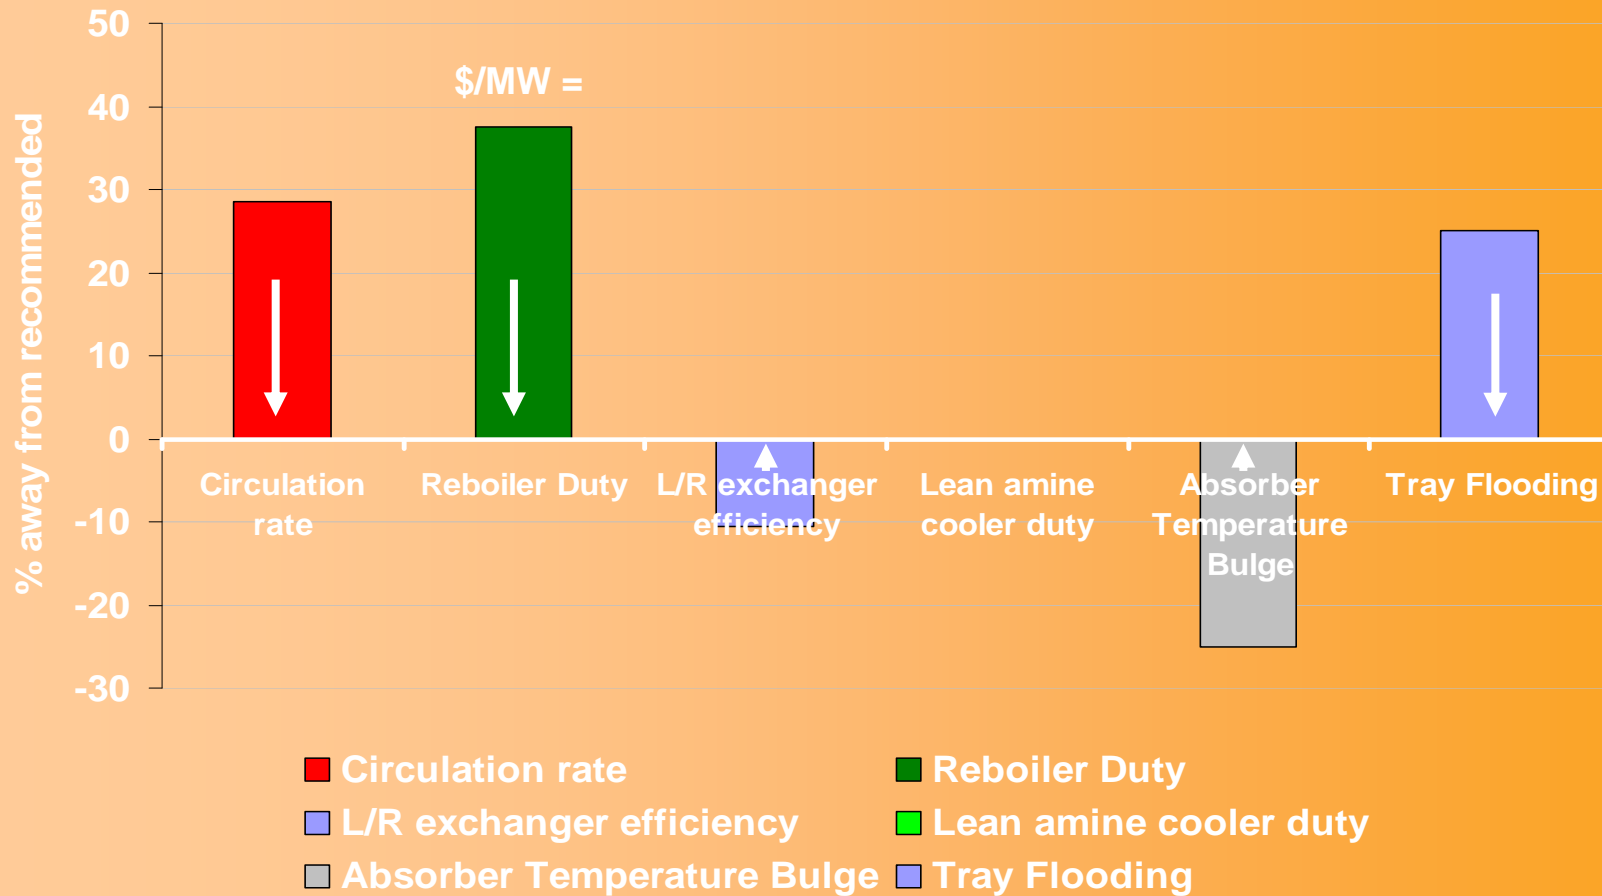 50
$/MW =
40
30
20
10
0
-10
-20
-30
% away from recommended
Circulation
rate
Reboiler Duty
L/R exchanger
efficiency
Lean amine
cooler duty
Absorber
Temperature
Bulge
Tray Flooding
Circulation rate
Reboiler Duty
L/R exchanger efficiency
Lean amine cooler duty
Absorber Temperature Bulge
Tray Flooding